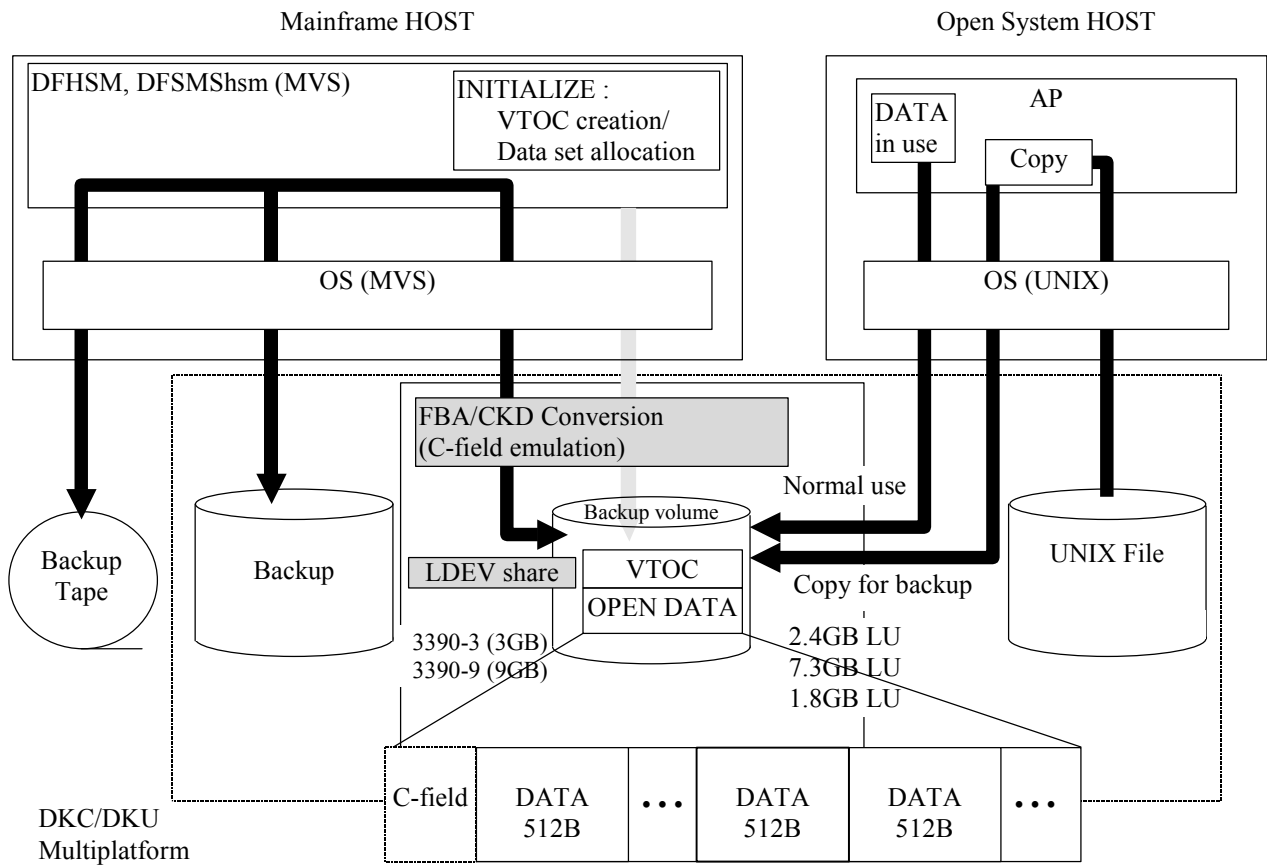 Mainframe HOST
Open System HOST
DFHSM, DFSMShsm (MVS)
INITIALIZE :
VTOC creation/
Data set allocation
AP
DATA
in use
Copy
OS (MVS)
OS (UNIX)
FBA/CKD Conversion
(C-field emulation)
Normal use
Backup volume
Backup
Tape
Backup
LDEV share
VTOC
OPEN DATA
Copy for backup
UNIX File
3390-3 (3GB)
3390-9 (9GB)
2.4GB LU
7.3GB LU
1.8GB LU
C-field
DATA
512B
•••
DATA
512B
DATA
512B
•••
DKC/DKU
Multiplatform